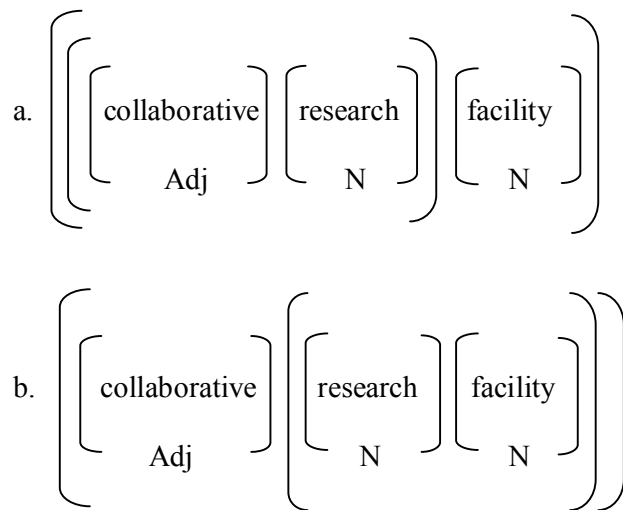 a. collaborative research facility
Adj N N
b. collaborative research facility
Adj N N